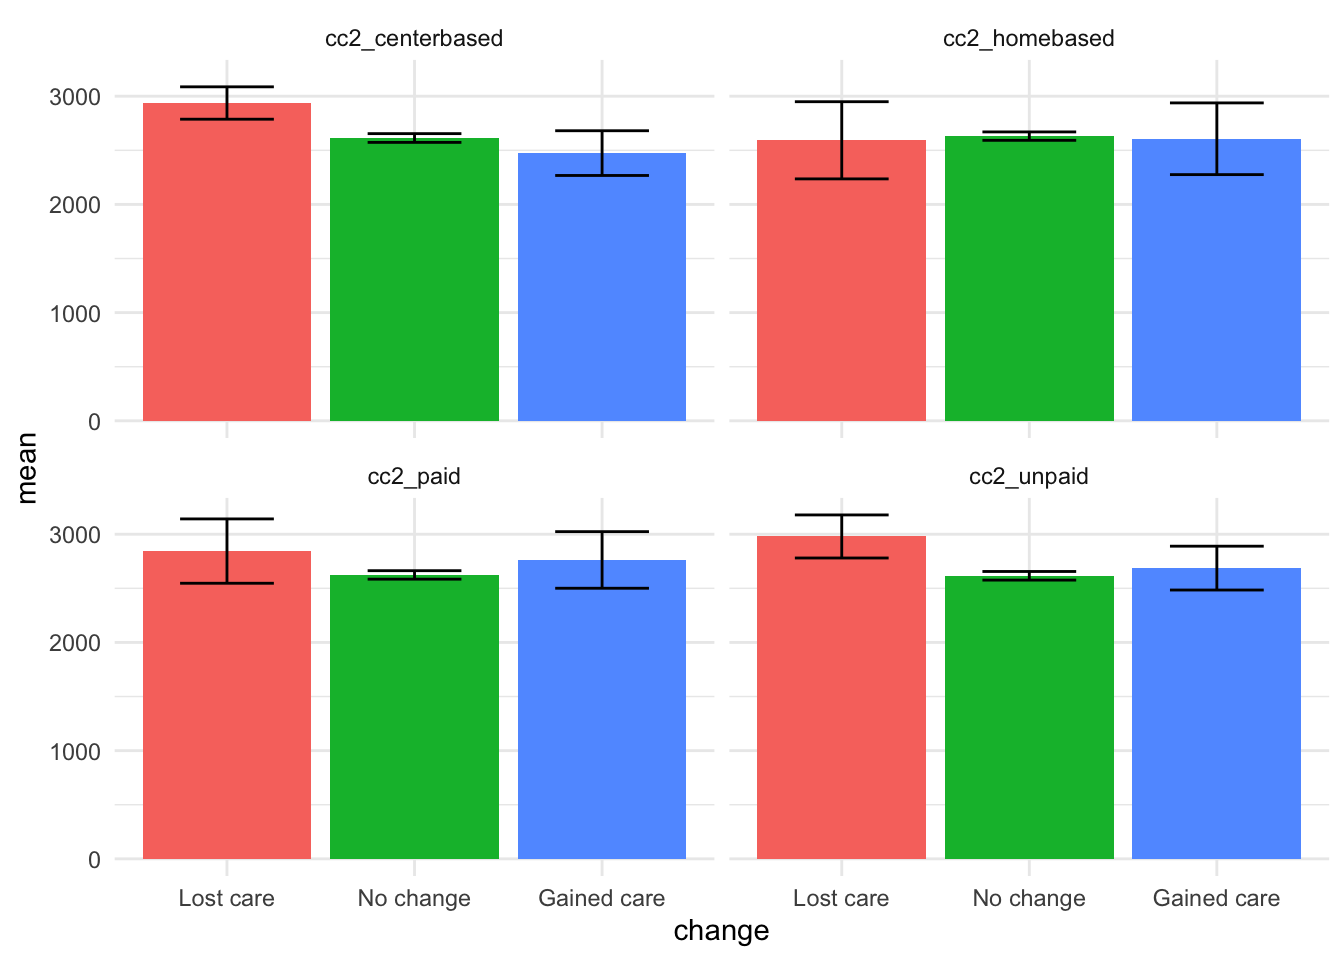 cc2_centerbased
cc2_homebased
3000
2000
1000
0
mean
cc2_paid
cc2_unpaid
3000
2000
1000
0
Lost care
No change
Gained care
Lost care
No change
Gained care
change